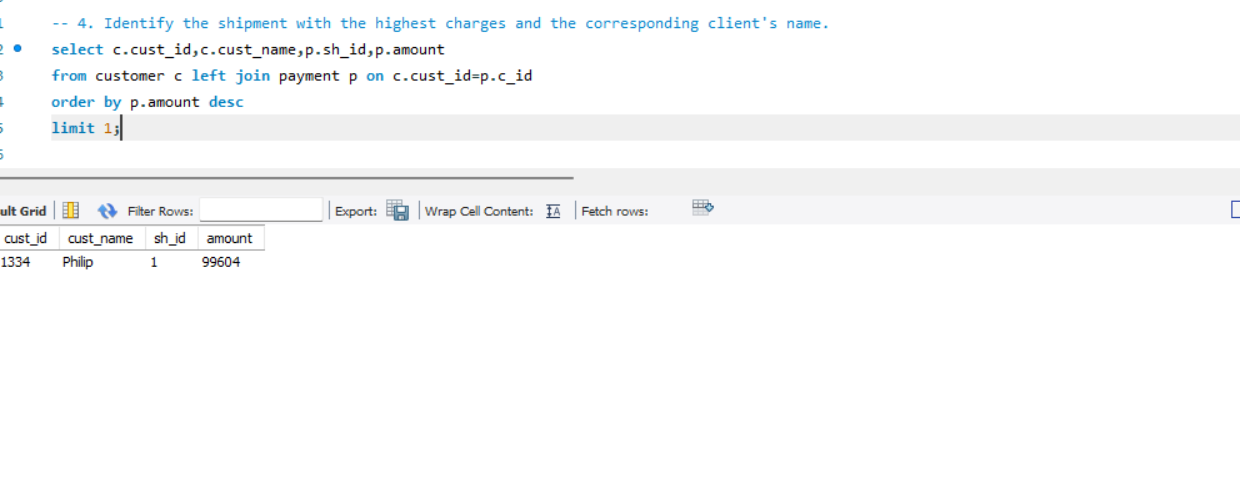 1 -- 4. Identify the shipment with the highest charges and the corresponding client's name.
2 select c.cust_id,c.cust_name,p.sh_id,p.amount
3 from customer c left join payment p on c.cust_id=p.c_id
4 order by p.amount desc
5 limit 1;
6
ult Grid Filter Rows: Export: Wrap Cell Content: Fetch rows:
cust_id cust_name sh_id amount
1334 Philip 1 99604